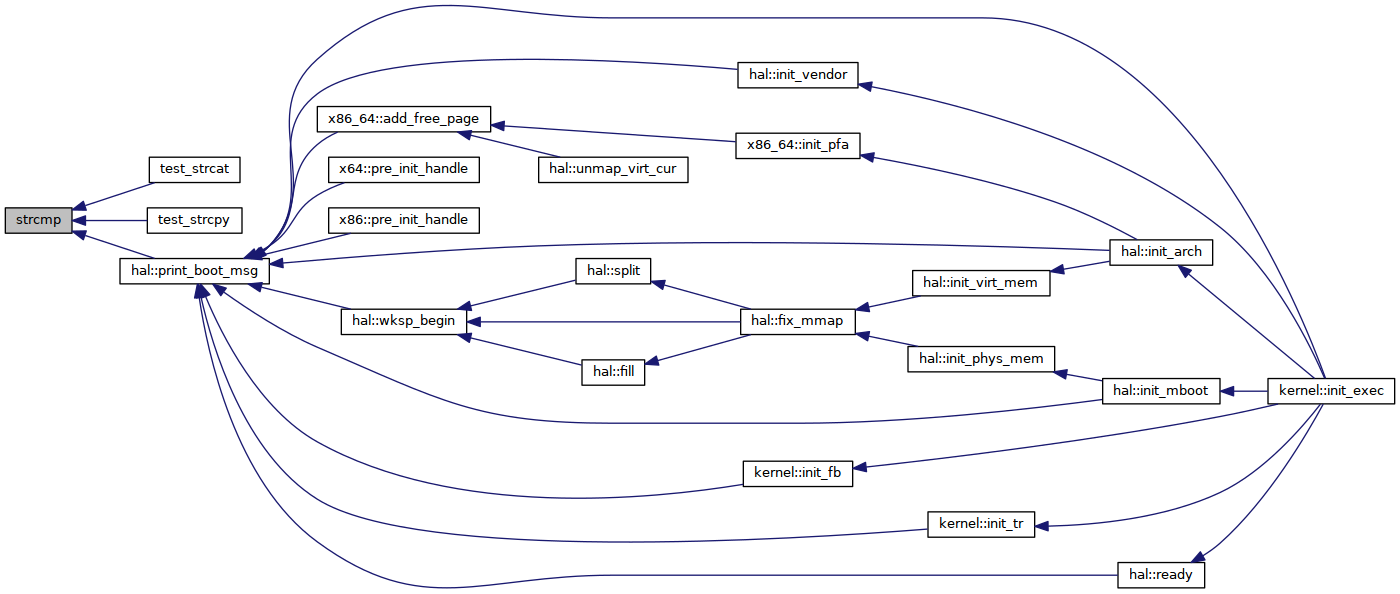 hal::init_vendor
x86_64::add_free_page
x86_64::init_pfa
test_strcat
x64::pre_init_handle
hal::unmap_virt_cur
strcmp
test_strcpy
x86::pre_init_handle
hal::init_arch
hal::print_boot_msg
hal::split
hal::init_virt_mem
hal::wksp_begin
hal::fix_mmap
hal::init_phys_mem
hal::fill
hal::init_mboot
kernel::init_exec
kernel::init_fb
kernel::init_tr
hal::ready